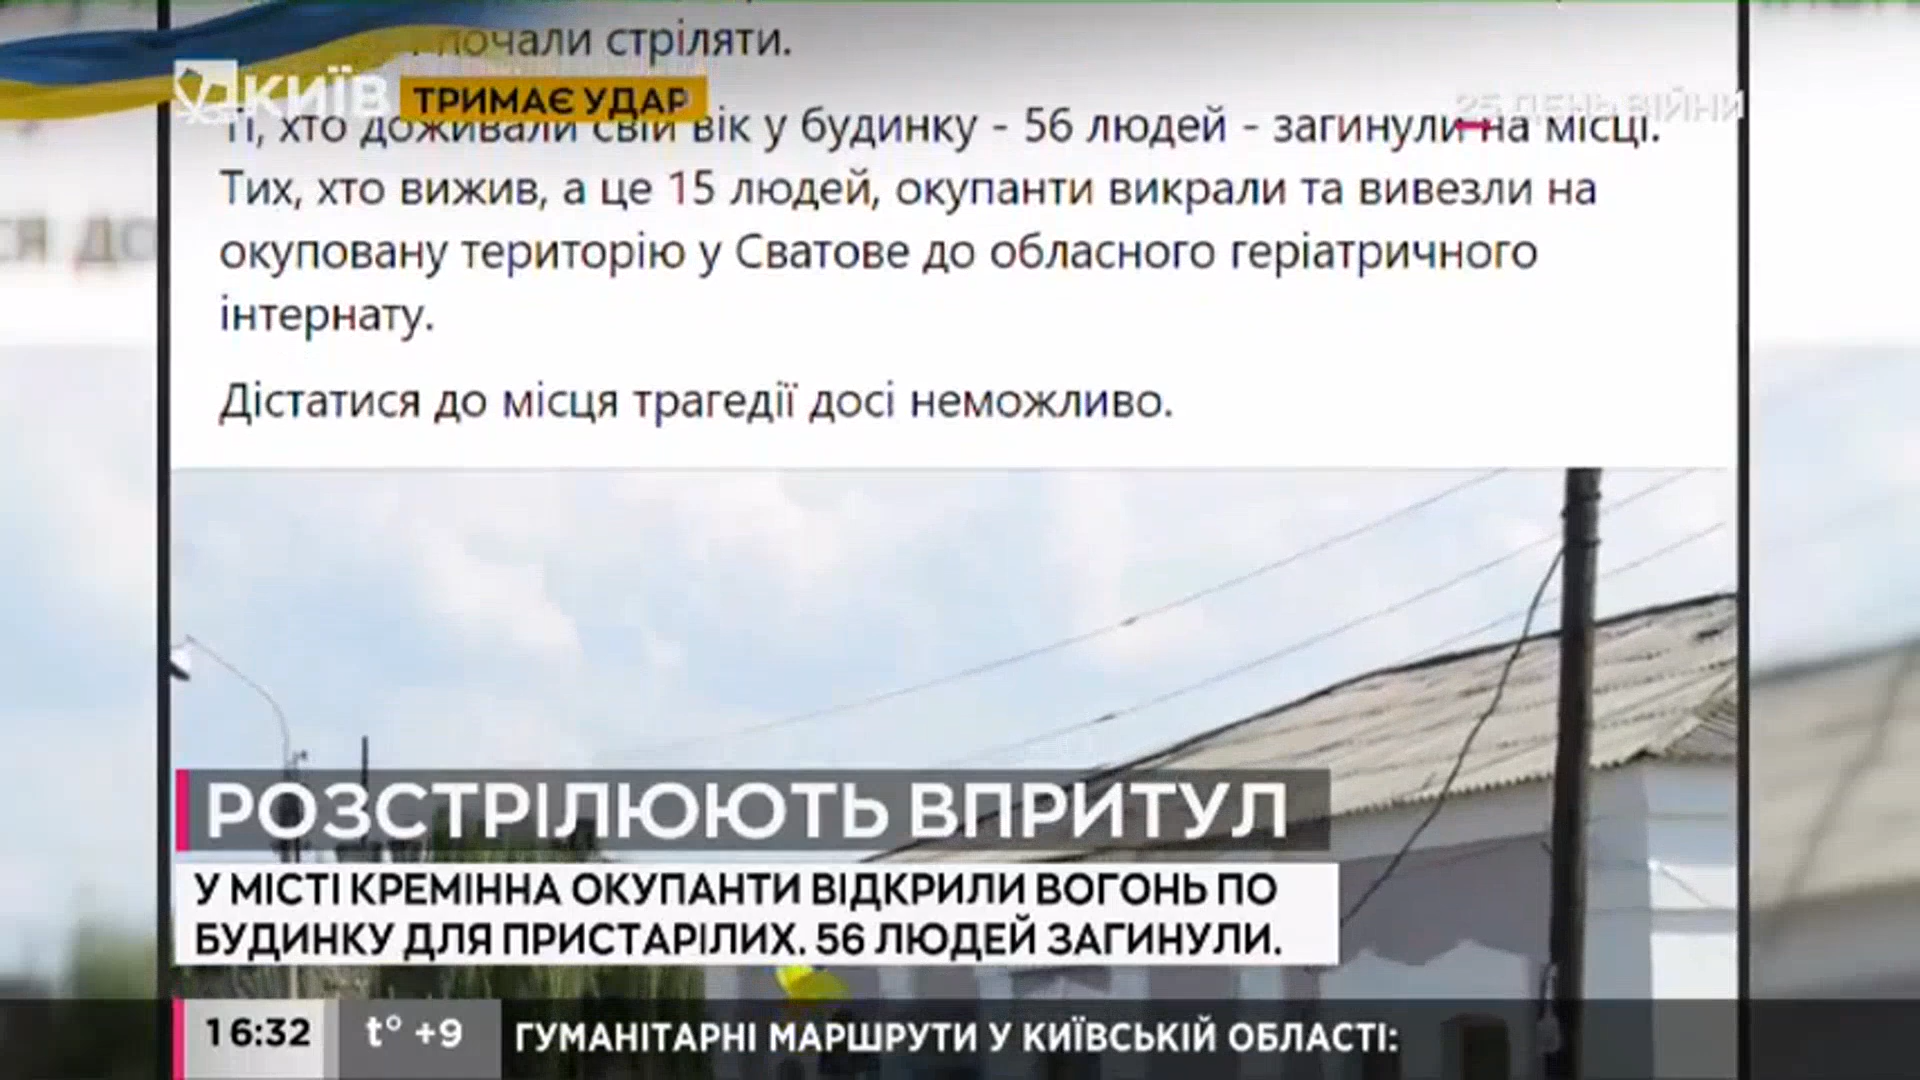 почали стріляти.
КИЇВ
ТРИМАЄ УДАР
25 ДЕНЬ ВІЙНИ
Ті, хто доживали свій вік у будинку - 56 людей - загинули на місці.
Тих, хто вижив, а це 15 людей, окупанти викрали та вивезли на
окуповану територію у Сватове до обласного геріатричного
інтернату.
Дістатися до місця трагедії досі неможливо.
РОЗСТРІЛЮЮТЬ ВПРИТУЛ
У МІСТІ КРЕМІННА ОКУПАНТИ ВІДКРИЛИ ВОГОНЬ ПО
БУДИНКУ ДЛЯ ПРИСТАРІЛИХ. 56 ЛЮДЕЙ ЗАГИНУЛИ.
16:32 t° +9 ГУМАНІТАРНІ МАРШРУТИ У КИЇВСЬКІЙ ОБЛАСТІ: